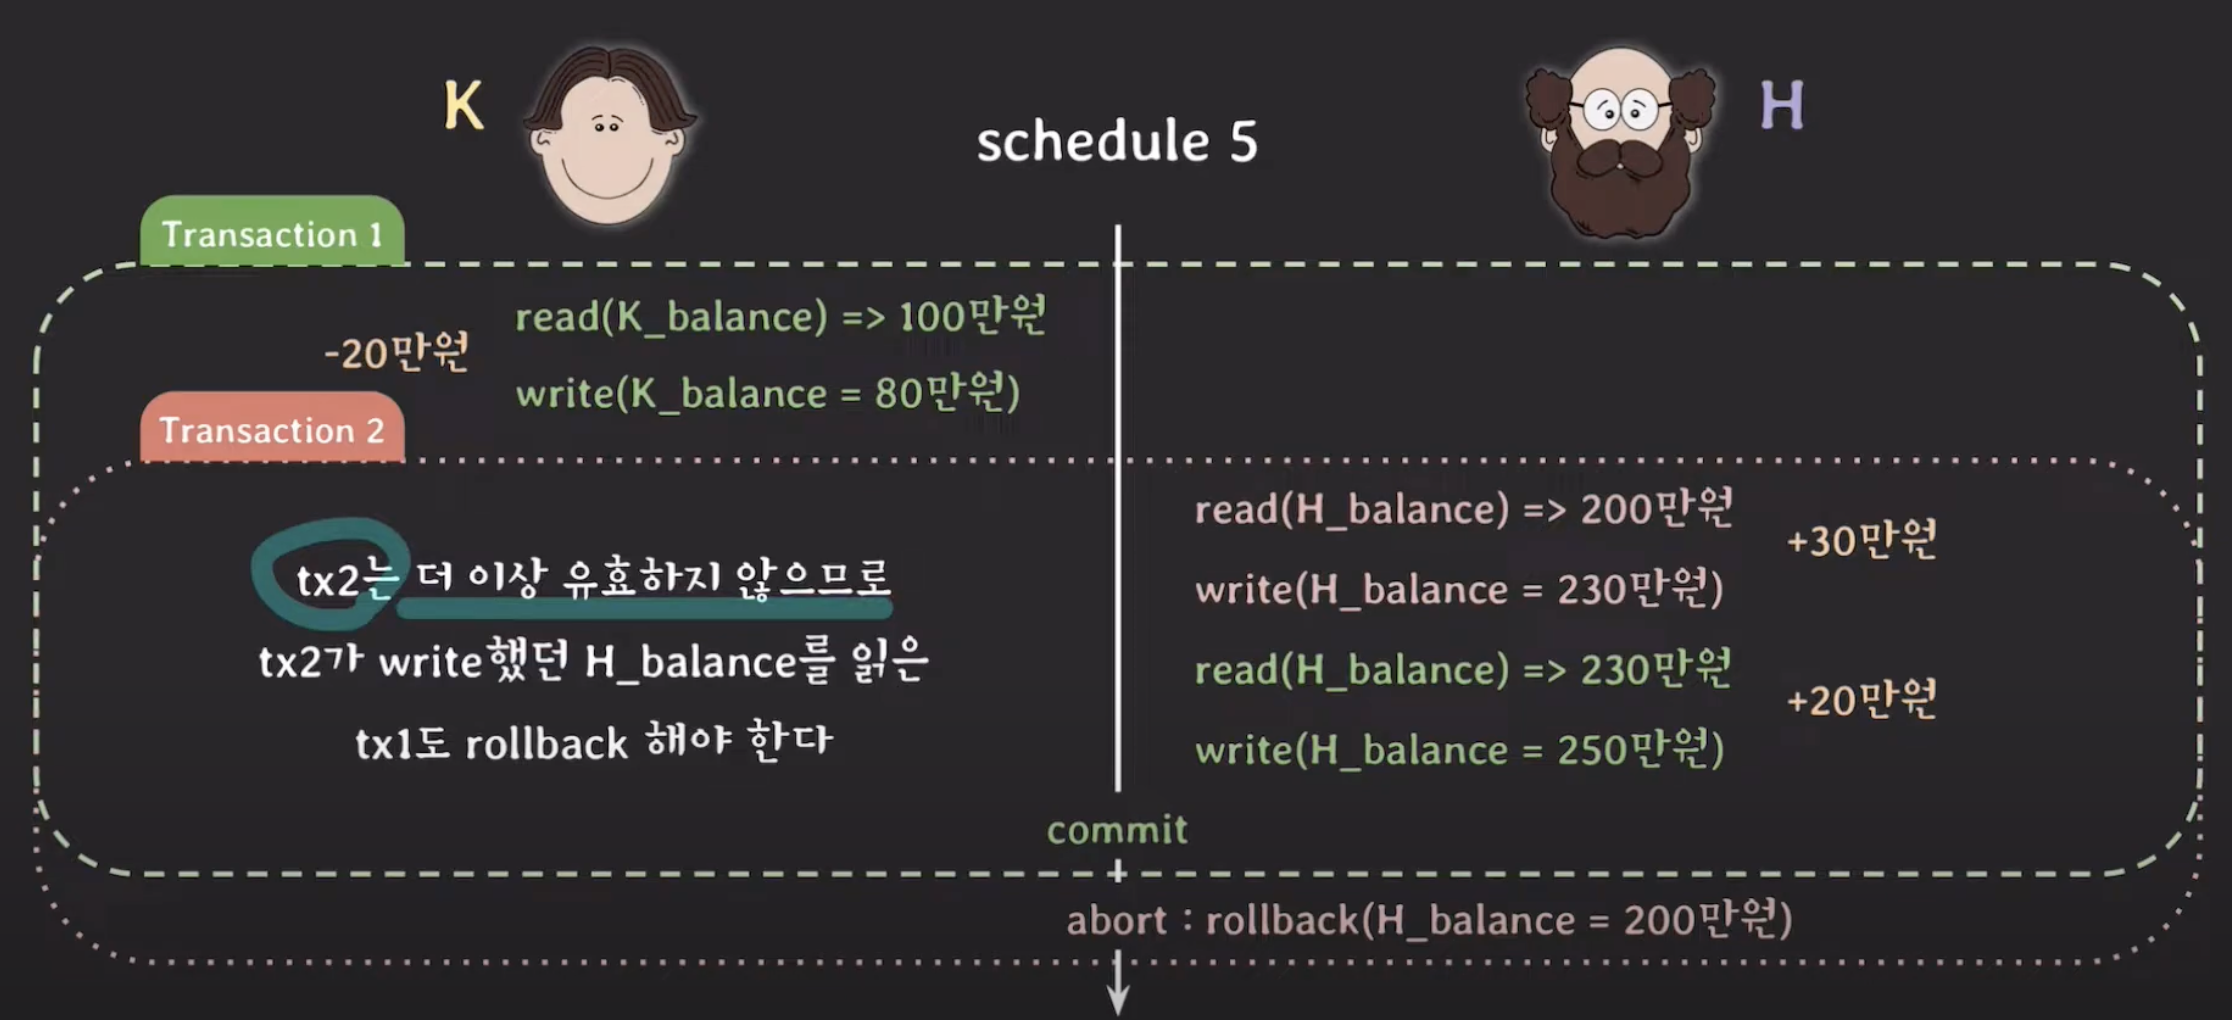 K
H
schedule 5
Transaction 1
-20만원
read(K_balance) => 100만원
write(K_balance = 80만원)
Transaction 2
read(H_balance) => 200만원
+30만원
write(H_balance = 230만원)
read(H_balance) => 230만원
+20만원
write(H_balance = 250만원)
tx2는 더 이상 유효하지 않으므로
tx2가 write했던 H_balance를 읽은
tx1도 rollback 해야 한다
commit
abort : rollback(H_balance = 200만원)